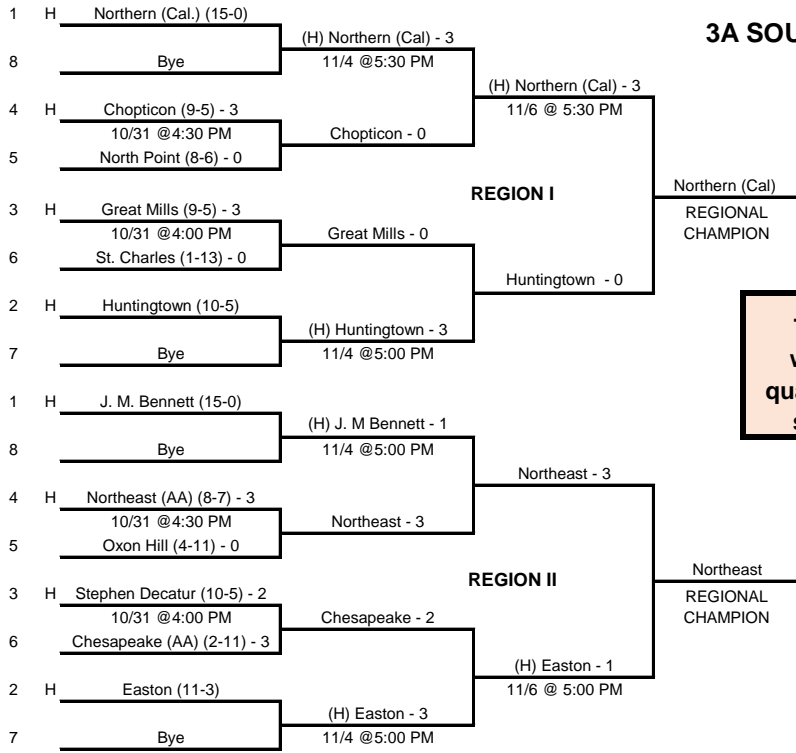 3A SOU
1 H Northern (Cal.) (15-0)
8 Bye
4 H Chopticon (9-5) - 3
10/31 @4:30 PM
5 North Point (8-6) - 0
3 H Great Mills (9-5) - 3
10/31 @4:00 PM
6 St. Charles (1-13) - 0
2 H Huntingtown (10-5)
7 Bye
(H) Northern (Cal) - 3
11/4 @5:30 PM
Chopticon - 0
Great Mills - 0
(H) Huntingtown - 3
11/4 @5:00 PM
(H) Northern (Cal) - 3
11/6 @ 5:30 PM
REGION I
Huntingtown - 0
Northern (Cal)
REGIONAL
CHAMPION
1 H J. M. Bennett (15-0)
8 Bye
4 H Northeast (AA) (8-7) - 3
10/31 @4:30 PM
5 Oxon Hill (4-11) - 0
3 H Stephen Decatur (10-5) - 2
10/31 @4:00 PM
6 Chesapeake (AA) (2-11) - 3
2 H Easton (11-3)
7 Bye
(H) J. M Bennett - 1
11/4 @5:00 PM
Northeast - 3
Chesapeake - 2
(H) Easton - 3
11/4 @5:00 PM
Northeast - 3
REGION II
(H) Easton - 1
11/6 @ 5:00 PM
Northeast
REGIONAL
CHAMPION
qua